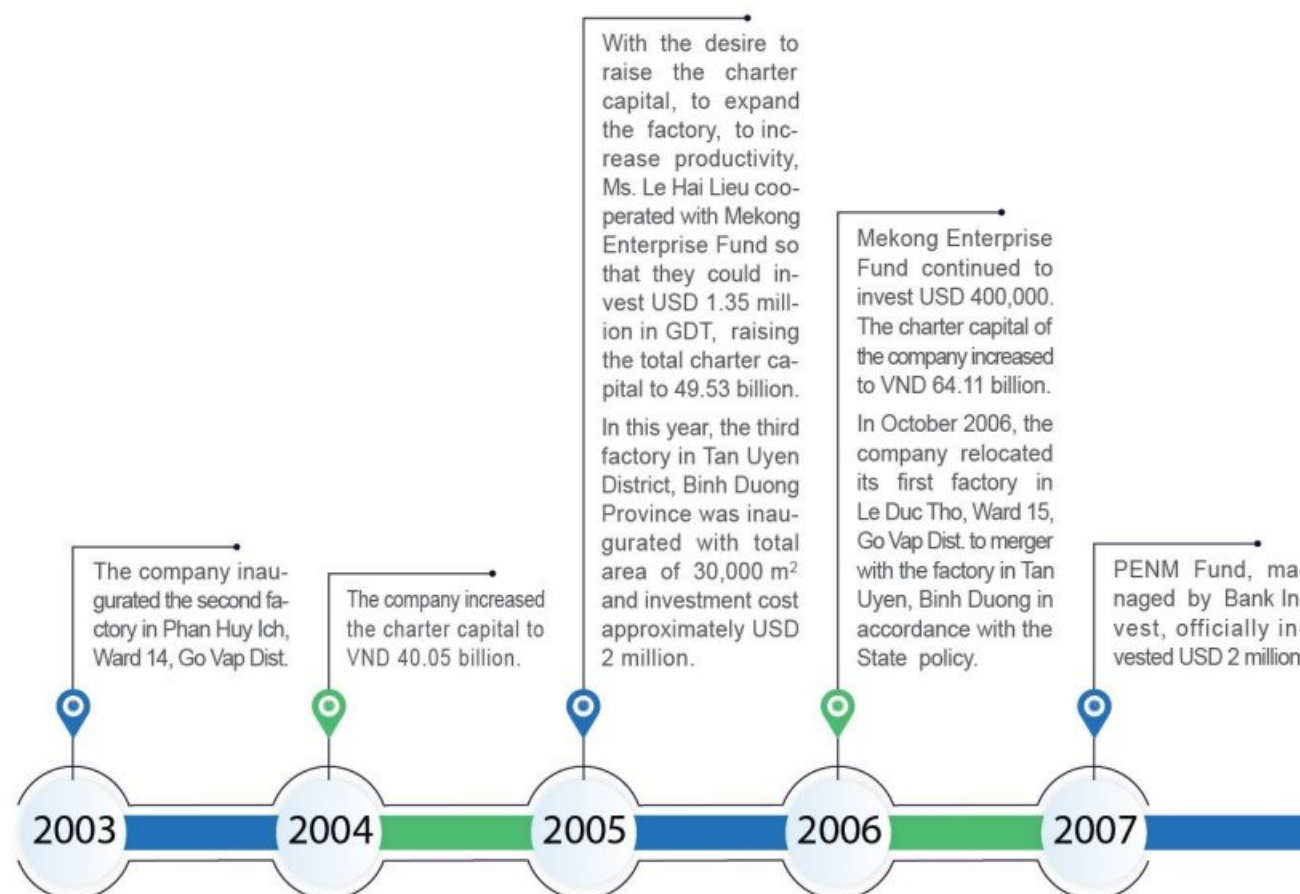 The company inau-
gurated the second fa-
ctory in Phan Huy Ich,
Ward 14, Go Vap Dist.
The company increased
the charter capital to
VND 40.05 billion.
With the desire to
raise the charter
capital, to expand
the factory, to inc-
rease productivity,
Ms. Le Hai Lieu coo-
perated with Mekong
Enterprise Fund so
that they could in-
vest USD 1.35 mill-
ion in GDT, raising
the total charter ca-
pital to 49.53 billion.
In this year, the third
factory in Tan Uyen
District, Binh Duong
Province was inau-
gurated with total
area of 30,000 m²
and investment cost
approximately USD
2 million.
Mekong Enterprise
Fund continued to
invest USD 400,000.
The charter capital of
the company increased
to VND 64.11 billion.
In October 2006, the
company relocated
its first factory in
Le Duc Tho, Ward 15,
Go Vap Dist. to merger
with the factory in Tan
Uyen, Binh Duong in
accordance with the
State policy.
PENM Fund, ma-
naged by Bank In-
vest, officially in-
vested USD 2 million
2003 2004 2005 2006 2007